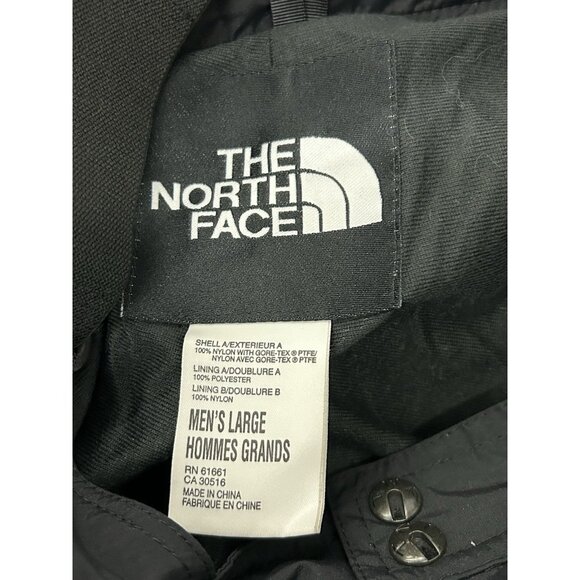 THE
NORTH
FACE
SHELL A/EXTERIEUR A
100% NYLON WITH GORE-TEX® PTFE/
NYLON AVEC GORE-TEX® PTFE
LINING A/DOUBLURE A
100% POLYESTER
LINING B/DOUBLURE B
100% NYLON
MEN'S LARGE
HOMMES GRANDS
RN 61661
CA 30516
MADE IN CHINA
FABRIQUE EN CHINE